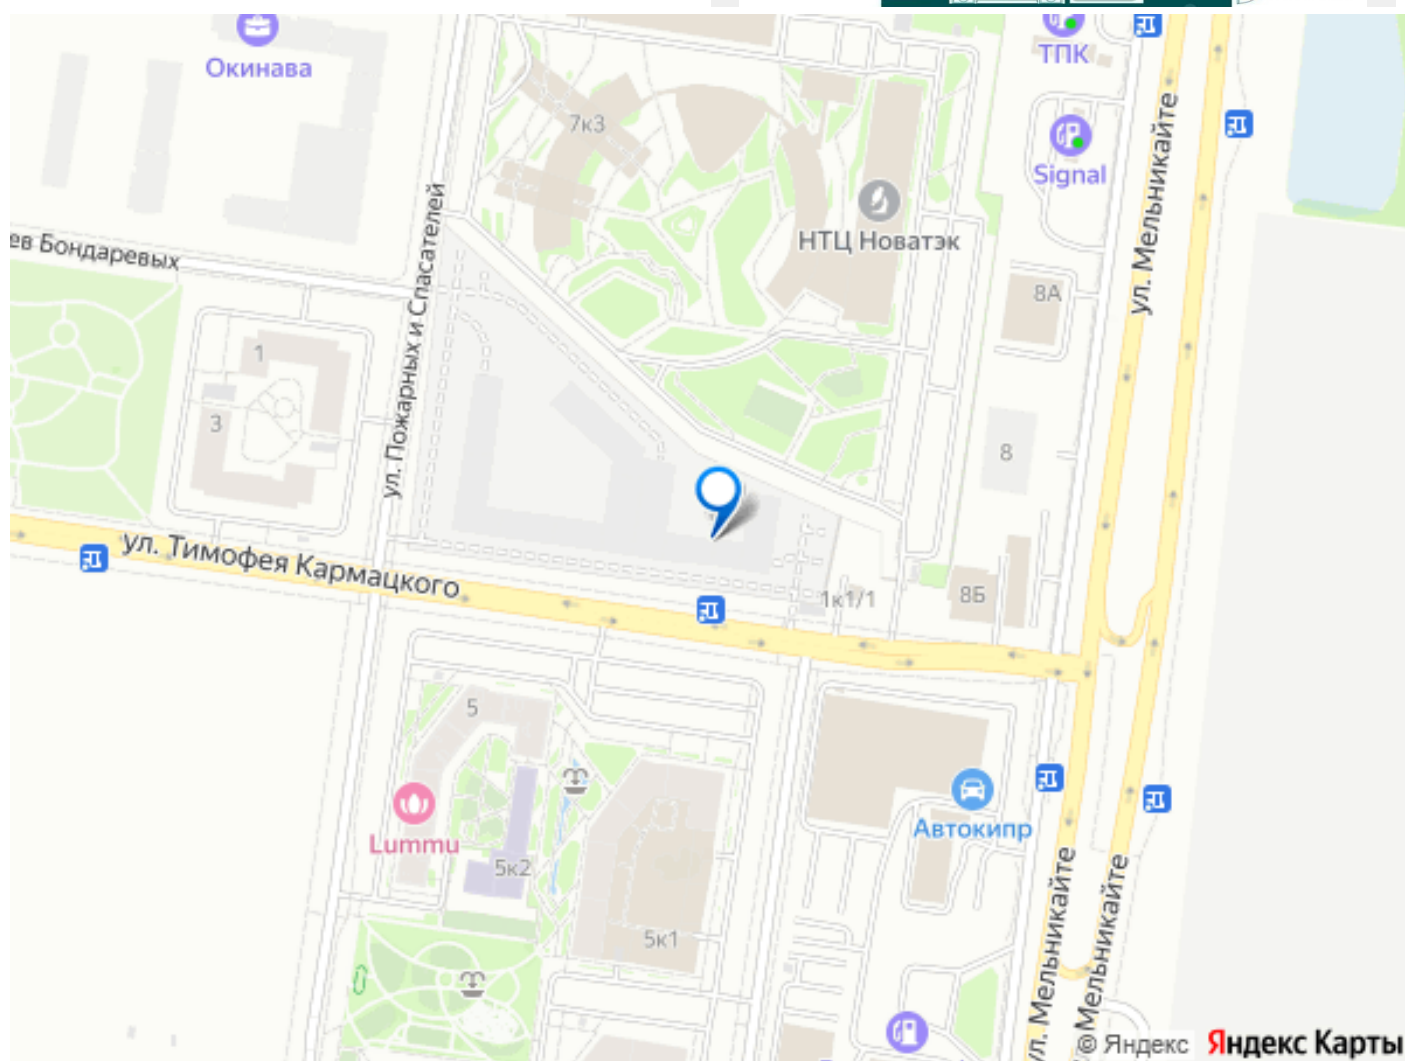 Окинава
ТПК
7к3
Signal
ул. Мельникайте
НТЦ Новатэк
ев Бондаревых
ул. Пожарных и Спасателей
8А
1
3
8
ул. Тимофея Кармацкого
1к1/1
8Б
5
Lummu
5к2
Автокипр
5к1
ул. Мельникайте
Мельникайте
© Яндекс Яндекс Карты